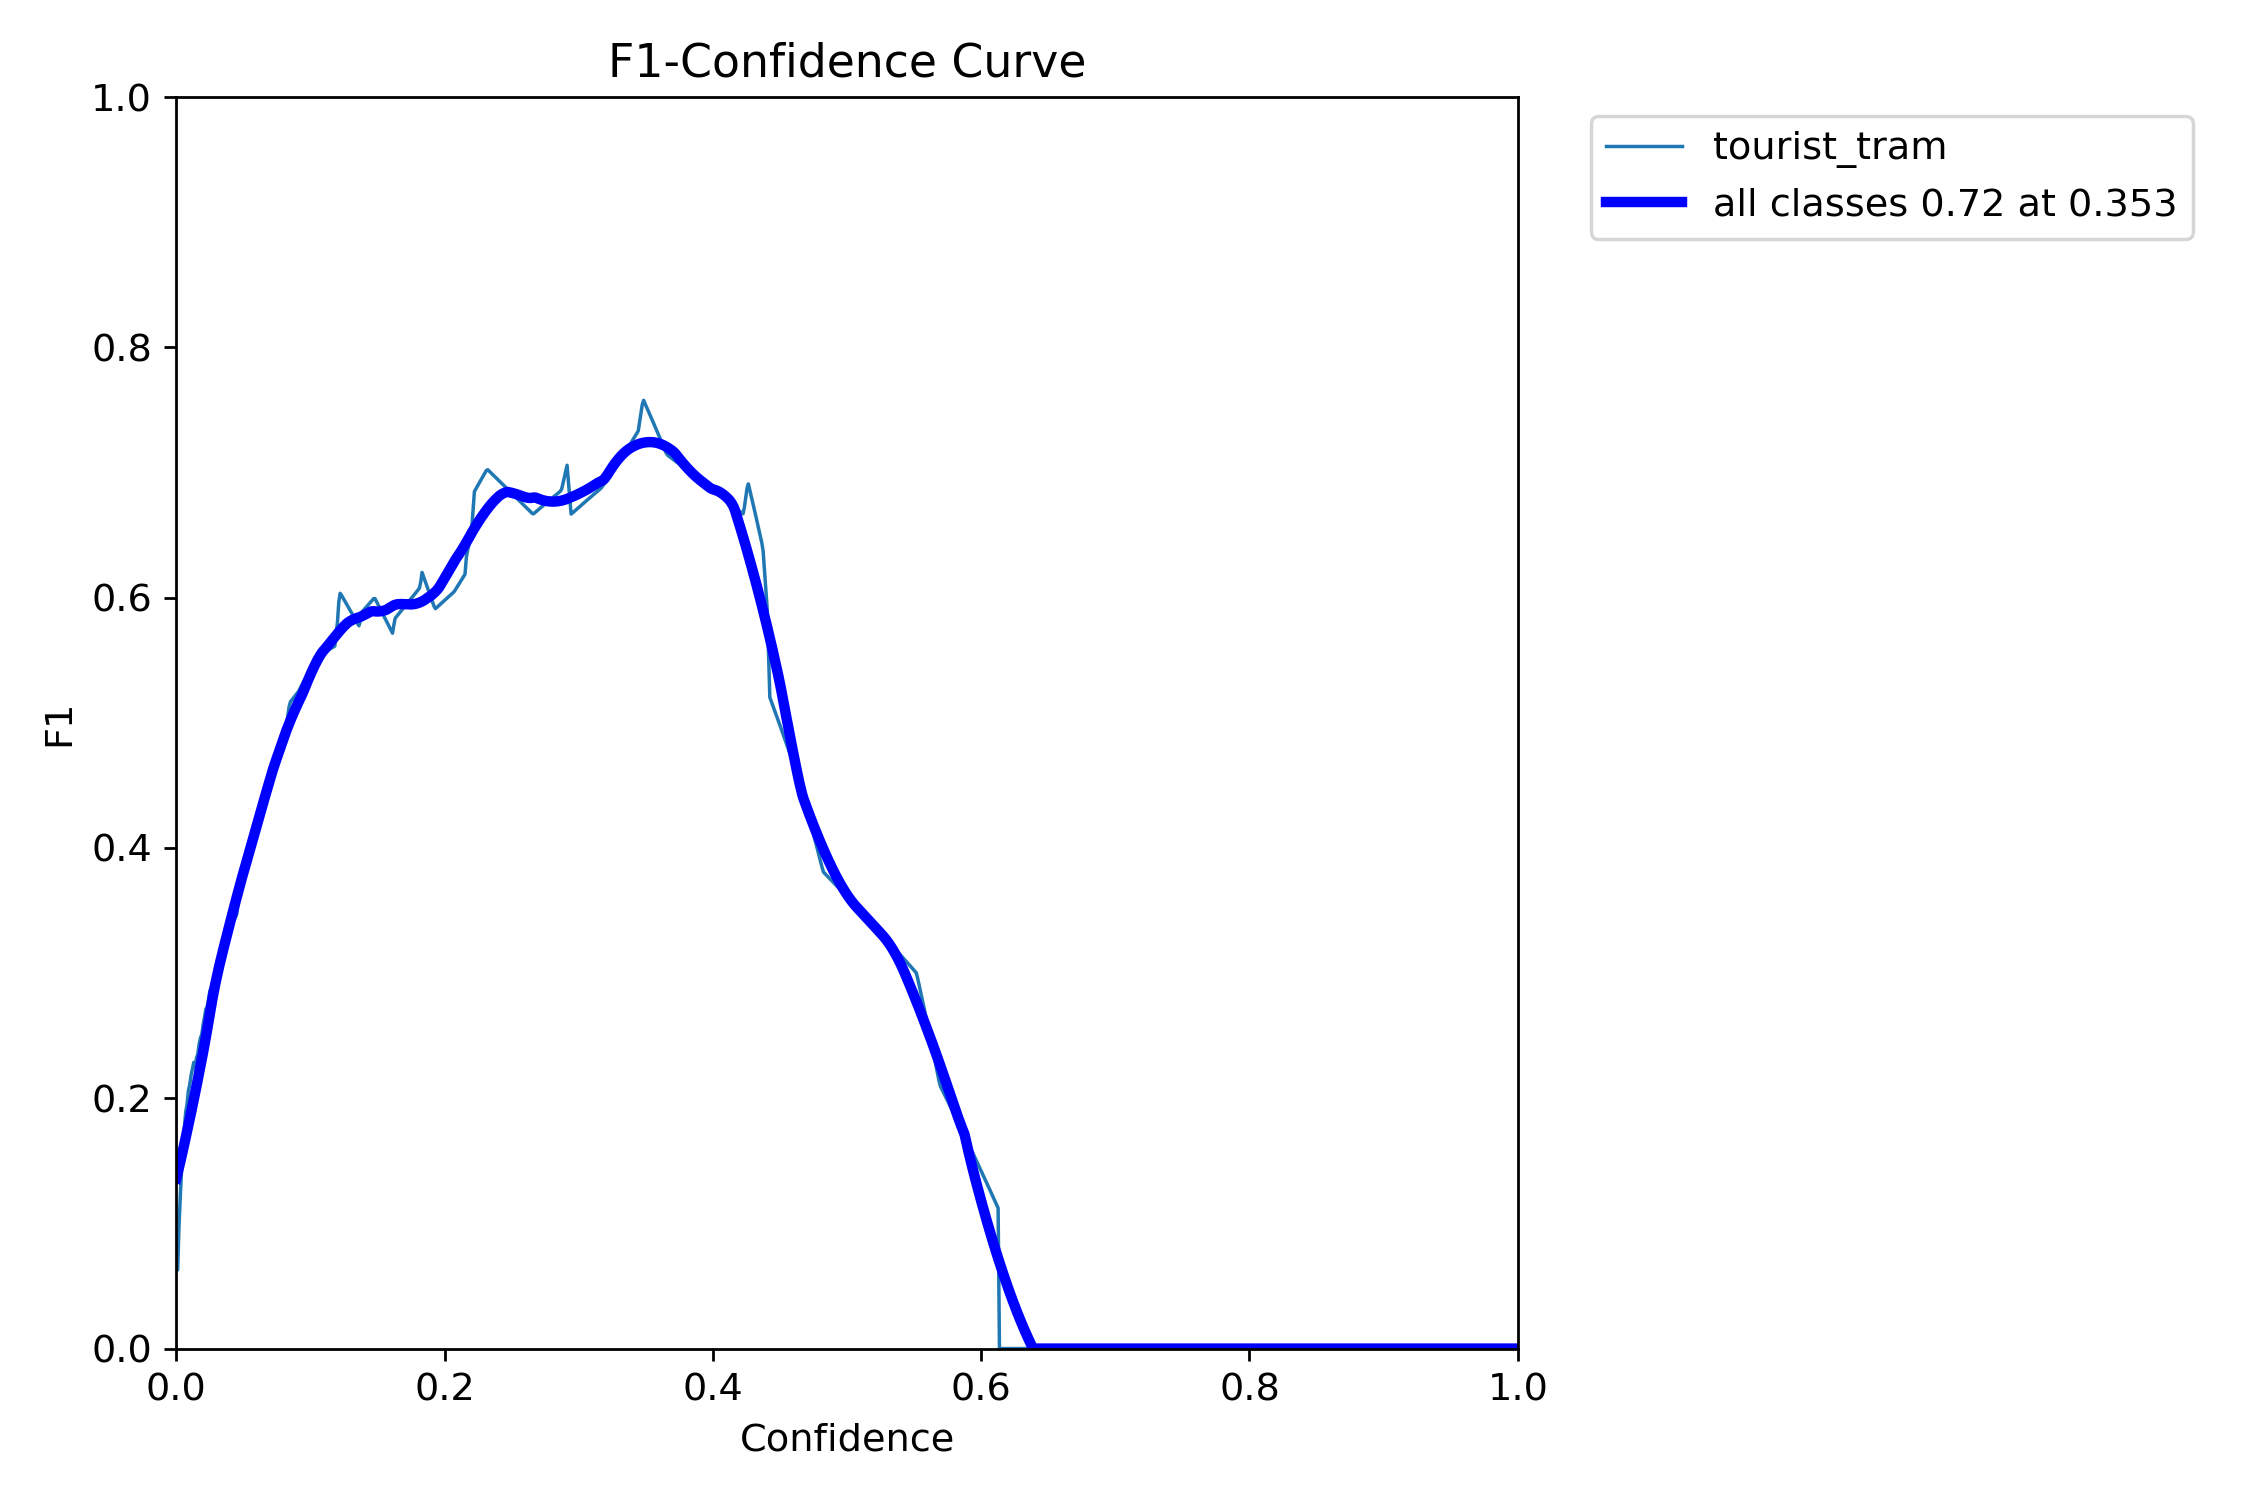 F1-Confidence Curve
1.0
0.8
0.6
0.4
0.2
0.0
F1
0.0 0.2 0.4 0.6 0.8 1.0
Confidence
tourist_tram
all classes 0.72 at 0.353